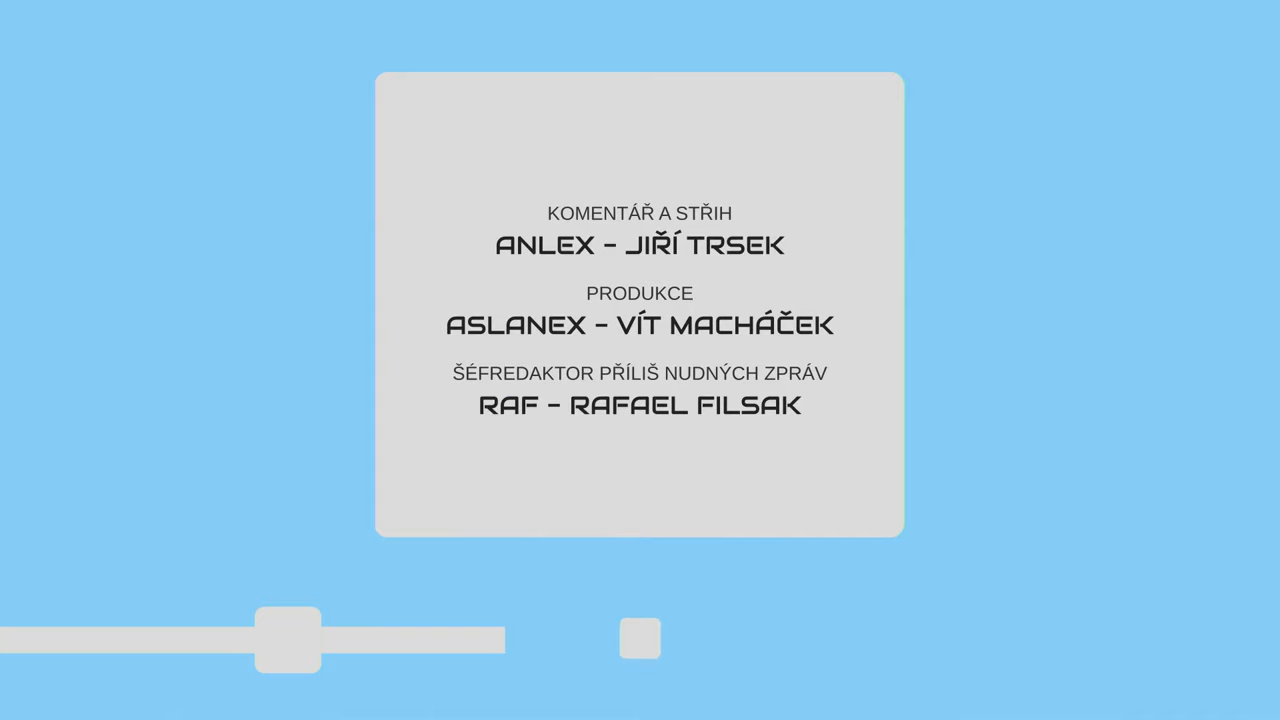 KOMENTÁŘ A STŘIH
ANLEX - JIŘÍ TRSEK
PRODUKCE
ASLANEX - VÍT MACHÁČEK
ŠÉFREDAKTOR PŘÍLIŠ NUDNÝCH ZPRÁV
RAF - RAFAEL FILSAK